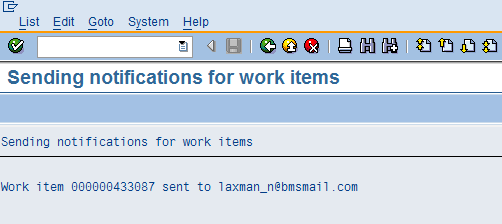 List Edit Goto System Help
Sending notifications for work items
Sending notifications for work items
Work item 000000433087 sent to laxman_n@bmsmail.com